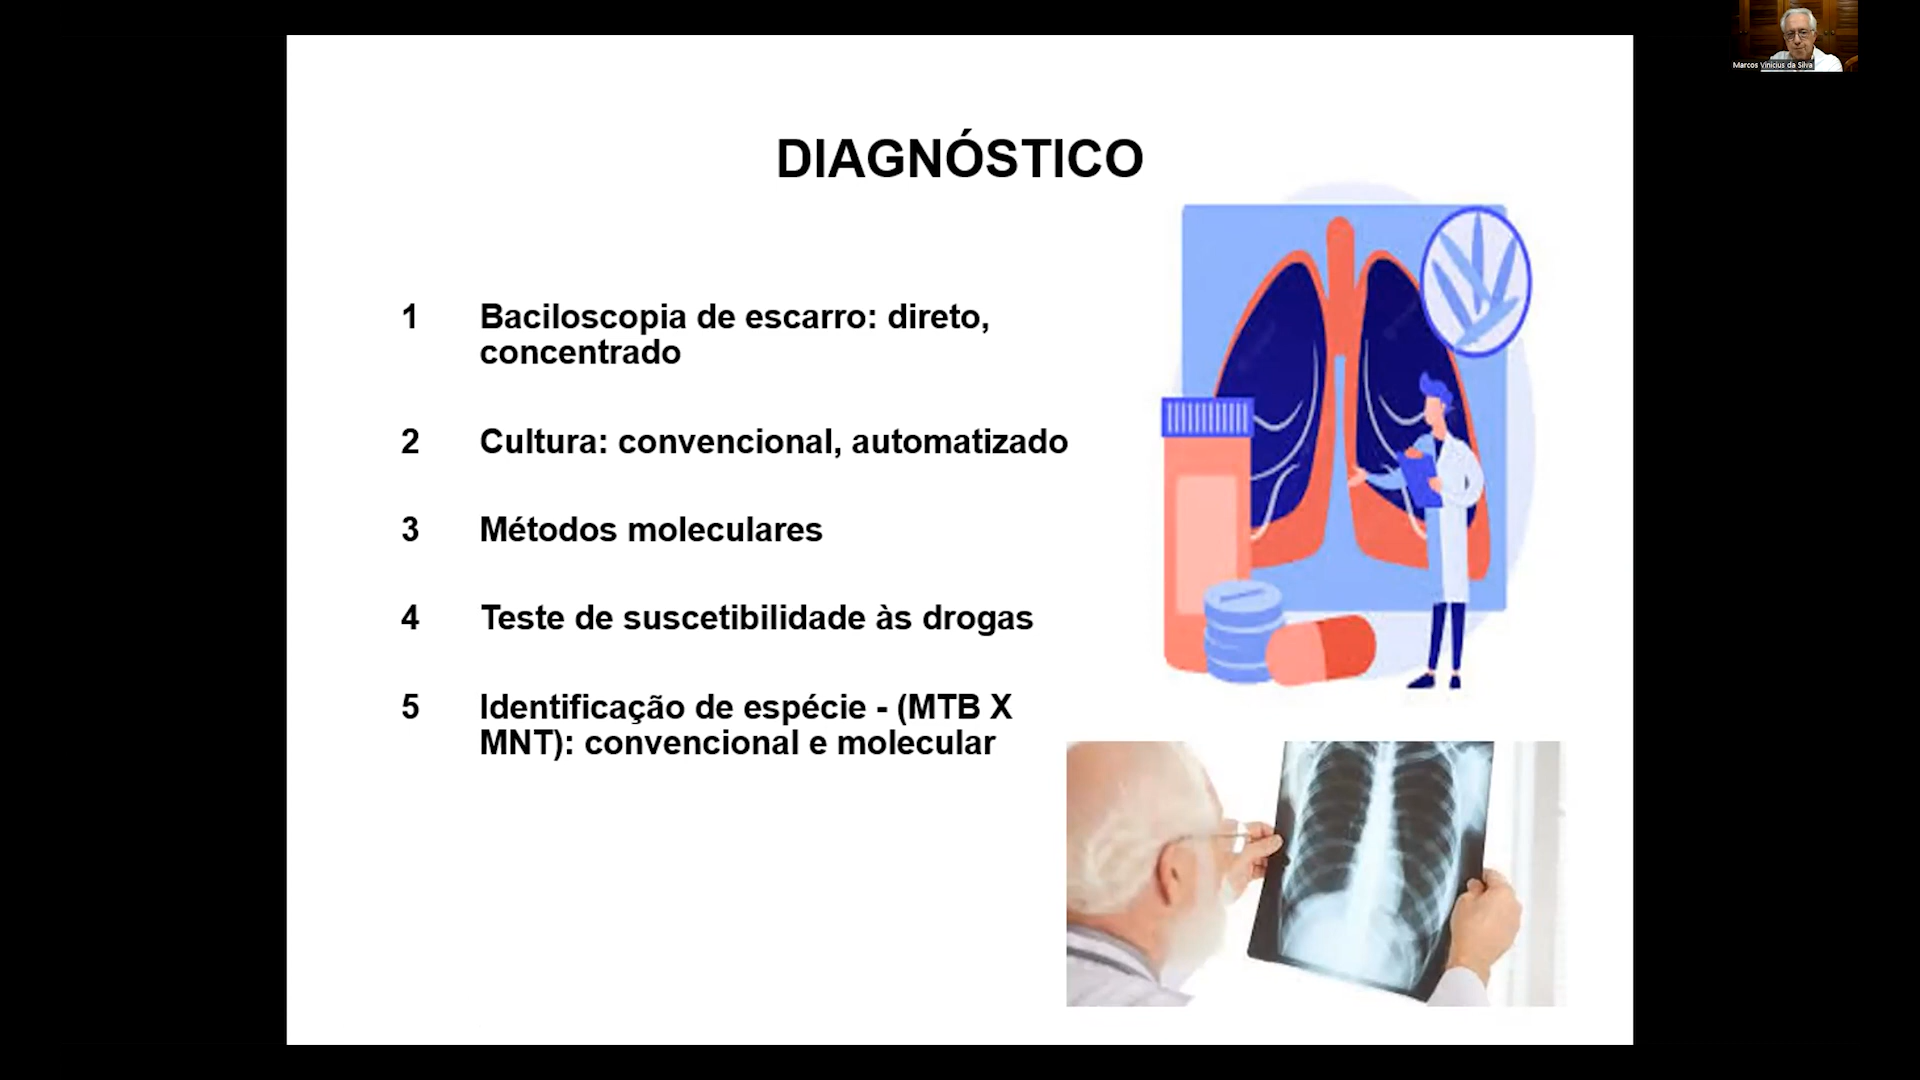 Marcos Vinicius da Silva
DIAGNÓSTICO
1 Baciloscopia de escarro: direto,
concentrado
2 Cultura: convencional, automatizado
3 Métodos moleculares
4 Teste de suscetibilidade às drogas
5 Identificação de espécie - (MTB X
MNT): convencional e molecular